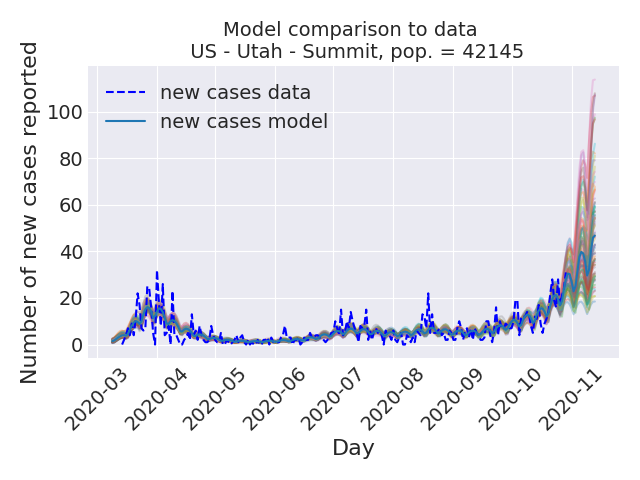 Model comparison to data
US - Utah - Summit, pop. = 42145
new cases data
new cases model
Number of new cases reported
100
80
60
40
20
0
2020-03
2020-04
2020-05
2020-06
2020-07
2020-08
2020-09
2020-10
2020-11
Day